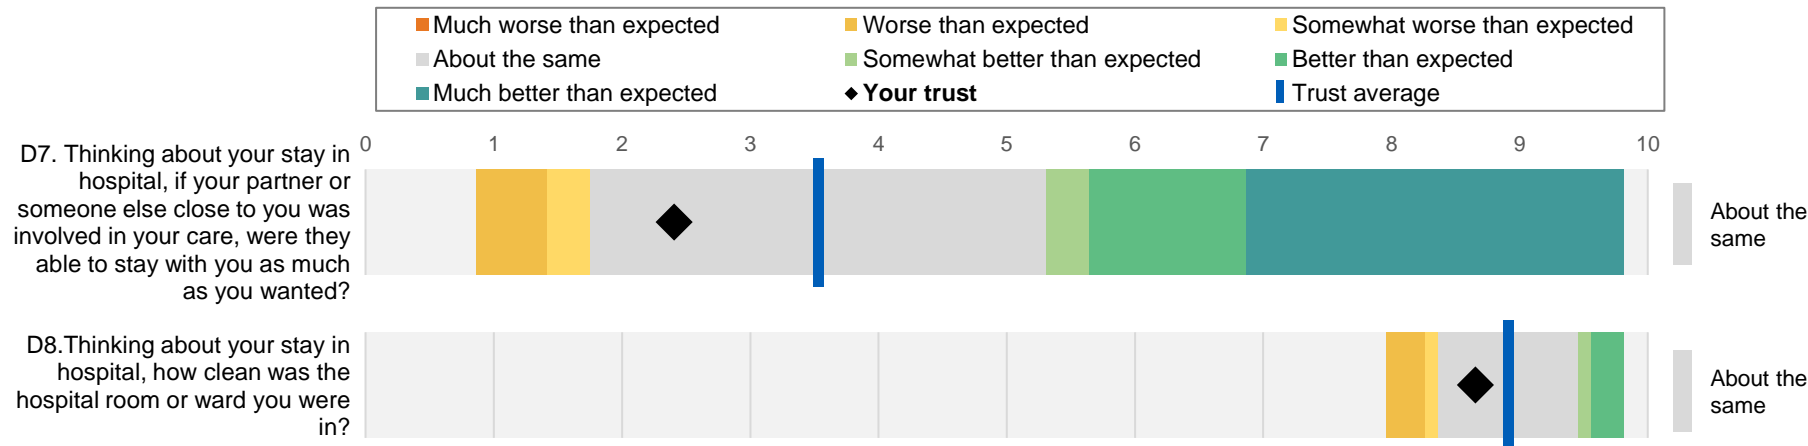 Much worse than expected
Worse than expected
Somewhat worse than expected
About the same
Somewhat better than expected
Better than expected
Much better than expected
Your trust
Trust average
0 1 2 3 4 5 6 7 8 9 10
D7. Thinking about your stay in
hospital, if your partner or
someone else close to you was
involved in your care, were they
able to stay with you as much
as you wanted?
About the
same
D8.Thinking about your stay in
hospital, how clean was the
hospital room or ward you were
in?
About the
same